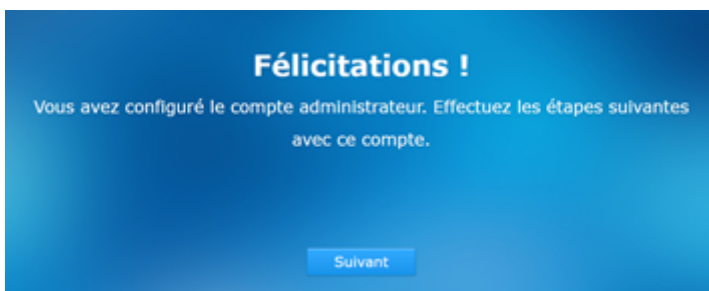 Félicitations !
Vous avez configuré le compte administrateur. Effectuez les étapes suivantes
avec ce compte.
Suivant